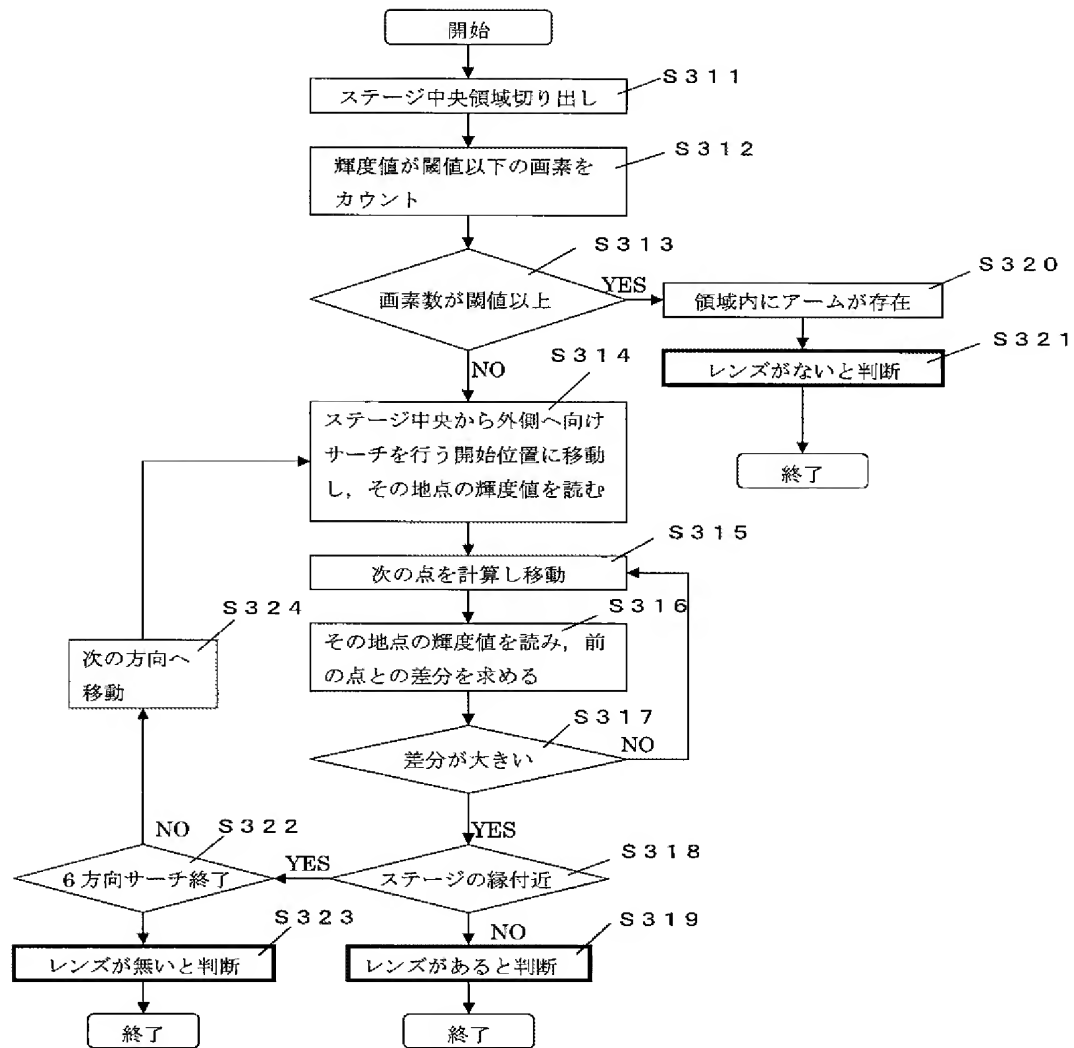 開始
S311
ステージ中央領域切り出し
S312
輝度値が閾値以下の画素を
カウント
S313
画素数が閾値以上
YES
S320
領域内にアームが存在
S321
レンズがないと判断
終了
NO
S314
ステージ中央から外側へ向け
サーチを行う開始位置に移動
し，その地点の輝度値を読む
S315
次の点を計算し移動
S316
その地点の輝度値を読み，前
の点との差分を求める
S317
差分が大きい
NO
YES
S318
ステージの縁付近
YES
S322
6方向サーチ終了
NO
S324
次の方向へ
移動
S323
レンズが無いと判断
終了
NO
S319
レンズがあると判断
終了